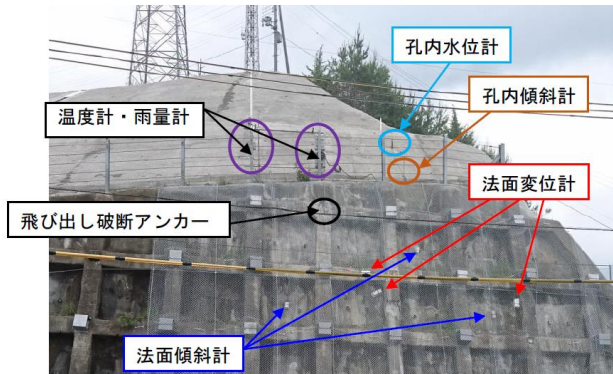 孔内水位計
孔内傾斜計
温度計・雨量計
法面変位計
飛び出し破断アンカー
法面傾斜計